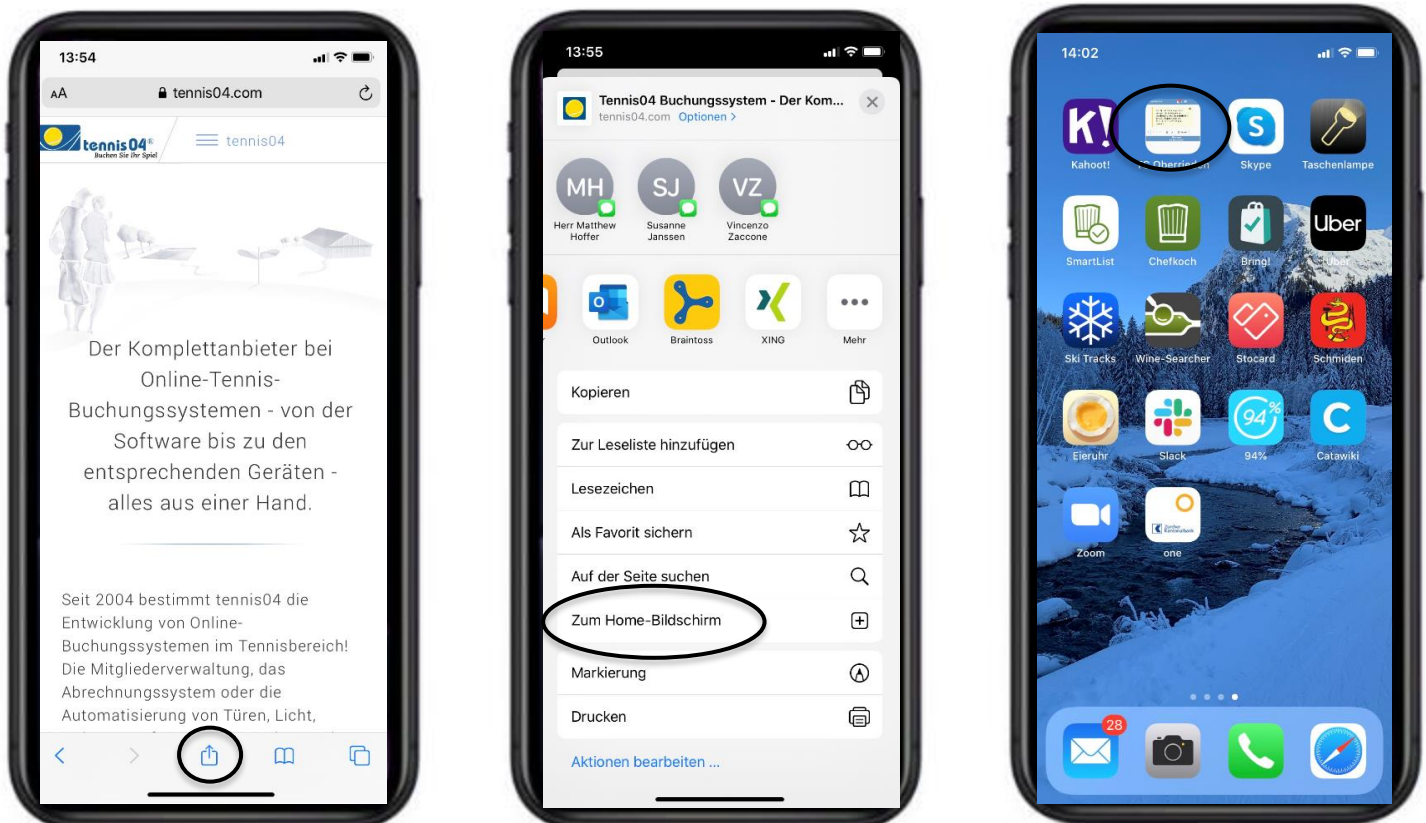 13:54
AA
tennis04.com
tennis04®
Buchen Sie Ihr Spiel
tennis04
Der Komplettanbieter bei
Online-Tennis-
Buchungssystemen - von der
Software bis zu den
entsprechenden Geräten -
alles aus einer Hand.
Seit 2004 bestimmt tennis04 die
Entwicklung von Online-
Buchungssystemen im Tennisbereich!
Die Mitgliederverwaltung, das
Abrechnungssystem oder die
Automatisierung von Türen, Licht,
13:55
Tennis04 Buchungssystem - Der Kom...
tennis04.com Optionen >
MH SJ VZ
Herr Matthew
Hoffer
Susanne
Janssen
Vincenzo
Zaccone
Outlook Braintoss XING Mehr
Kopieren
Zur Leseliste hinzufügen
Lesezeichen
Als Favorit sichern
Auf der Seite suchen
Zum Home-Bildschirm
Markierung
Drucken
Aktionen bearbeiten ...
14:02
K!
S
Kahoot! Oberrieden Skype Taschenlampe
Uber
SmartList Chefkoch Bring! Uber
Ski Tracks Wine-Searcher Stocard Schmiden
94%
C
Eieruhr Slack 94% Catawiki
Zürcher
Kantonalbank
Zoom one
28